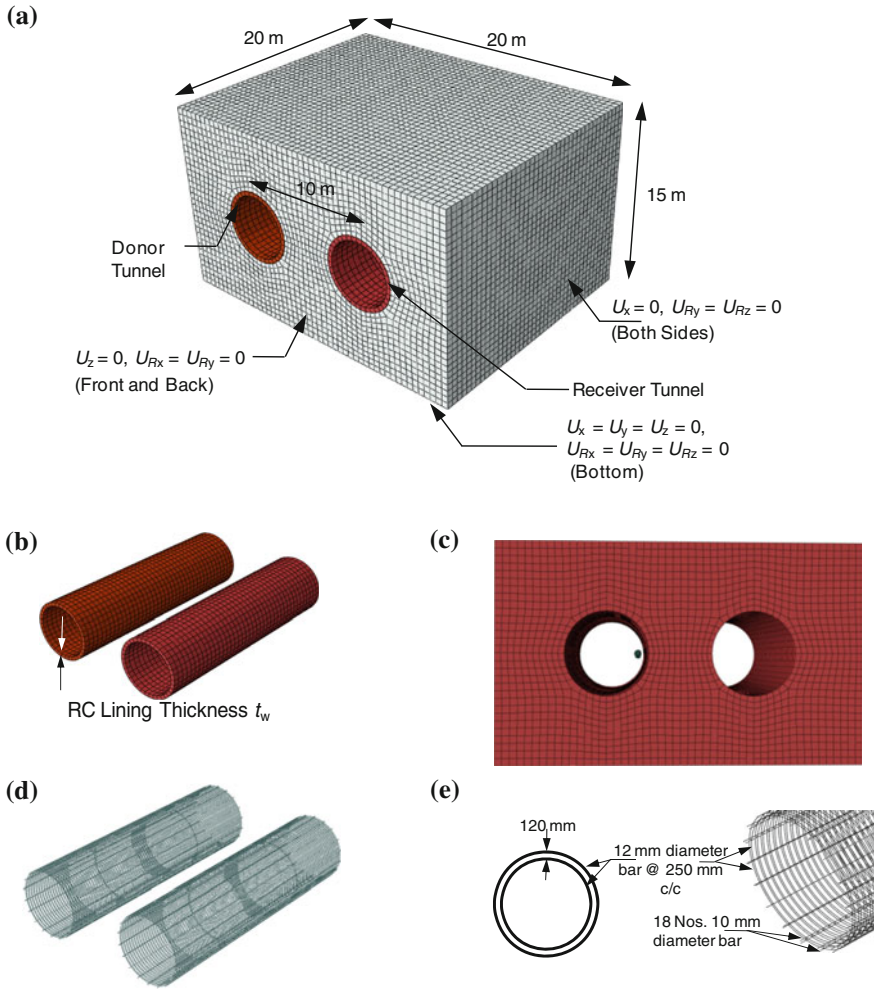 (a)
20 m
20 m
10 m
15 m
Donor
Tunnel
Ux = 0, URy = URz = 0
(Both Sides)
Uz = 0, URx = URy = 0
(Front and Back)
Receiver Tunnel
Ux = Uy = Uz = 0,
URx = URy = URz = 0
(Bottom)
(b)
RC Lining Thickness tw
(c)
(d)
(e)
120 mm
12 mm diameter
bar @ 250 mm
c/c
18 Nos. 10 mm
diameter bar